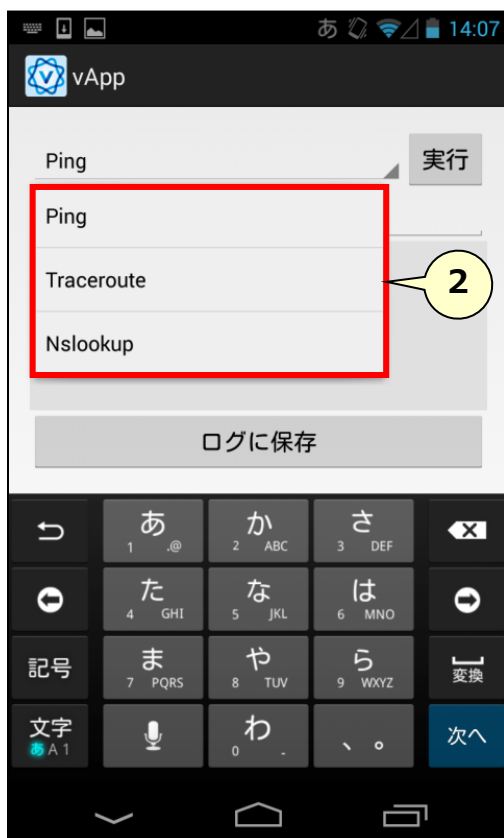 あ 14:07
vApp
Ping 実行
Ping
Traceroute
2
Nslookup
ログに保存
あ か さ
1 .@ 2 ABC 3 DEF
た な は
4 GHI 5 JKL 6 MNO
記号 ま や ら 変換
7 PQRS 8 TUV 9 WXYZ
文字 わ 、。 次へ
あA1 0 -